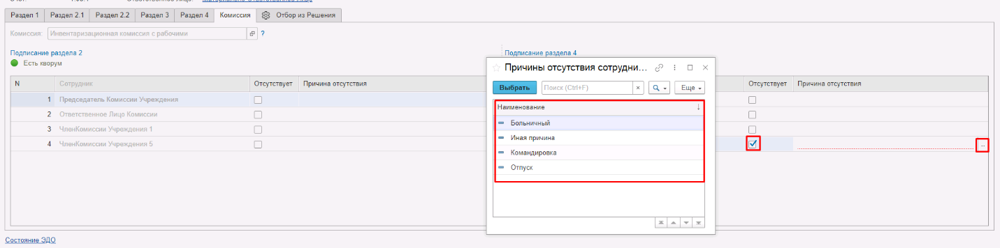 Раздел 1 Раздел 2.1 Раздел 2.2 Раздел 3 Раздел 4 Комиссия Отбор из Решения
Комиссия: Инвентаризационная комиссия с рабочими ?
Подписание раздела 2 Подписание раздела 4
Есть кворум
Причины отсутствия сотрудни...
Выбрать Поиск (Ctrl+F) × Еще
Наименование ↓
Больничный
Иная причина
Командировка
Отпуск
N Сотрудник Отсутствует Причина отсутствия Отсутствует Причина отсутствия
1 Председатель Комиссии Учреждения
2 Ответственное Лицо Комиссии
3 ЧленКомиссии Учреждения 1
4 ЧленКомиссии Учреждения 5 ...
Состояние ЭДО